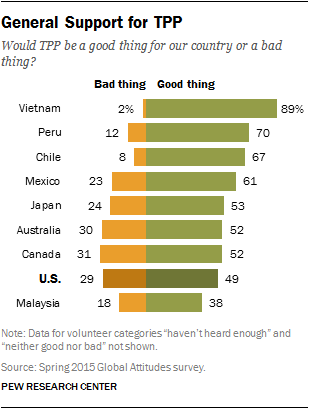 General Support for TPP
Would TPP be a good thing for our country or a bad
thing?
Bad thing Good thing
Vietnam 2% 89%
Peru 12 70
Chile 8 67
Mexico 23 61
Japan 24 53
Australia 30 52
Canada 31 52
U.S. 29 49
Malaysia 18 38
Note: Data for volunteer categories “haven’t heard enough” and
“neither good nor bad” not shown.
Source: Spring 2015 Global Attitudes survey.
PEW RESEARCH CENTER